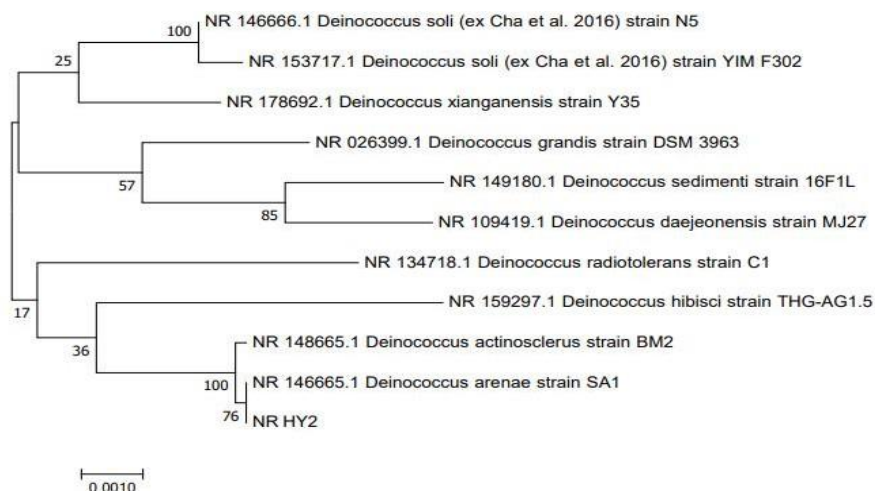 NR 146666.1 Deinococcus soli (ex Cha et al. 2016) strain N5
100
NR 153717.1 Deinococcus soli (ex Cha et al. 2016) strain YIM F302
25
NR 178692.1 Deinococcus xianganensis strain Y35
NR 026399.1 Deinococcus grandis strain DSM 3963
57
NR 149180.1 Deinococcus sedimenti strain 16F1L
85
NR 109419.1 Deinococcus daejeonensis strain MJ27
NR 134718.1 Deinococcus radiotolerans strain C1
17
NR 159297.1 Deinococcus hibisci strain THG-AG1.5
36
NR 148665.1 Deinococcus actinosclerus strain BM2
100
NR 146665.1 Deinococcus arenae strain SA1
76
NR HY2
0.0010